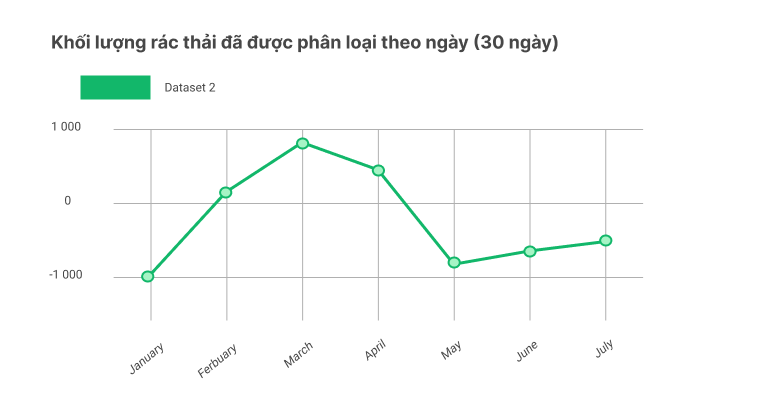 Khối lượng rác thải đã được phân loại theo ngày (30 ngày)
Dataset 2
1 000
0
-1 000
January
Ferbuary
March
April
May
June
July